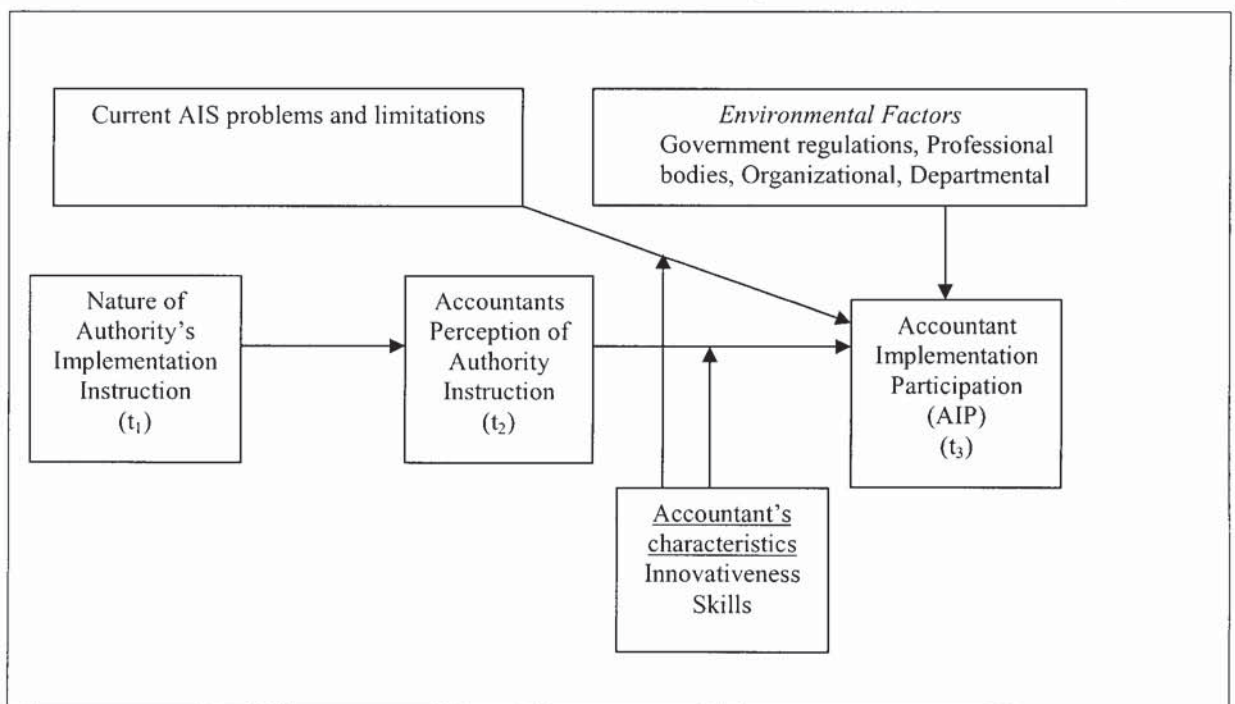 Current AIS problems and limitations
Environmental Factors
Government regulations, Professional
bodies, Organizational, Departmental
Nature of
Authority’s
Implementation
Instruction
(t₁)
Accountants
Perception of
Authority
Instruction
(t₂)
Accountant
Implementation
Participation
(AIP)
(t₃)
Accountant’s
characteristics
Innovativeness
Skills